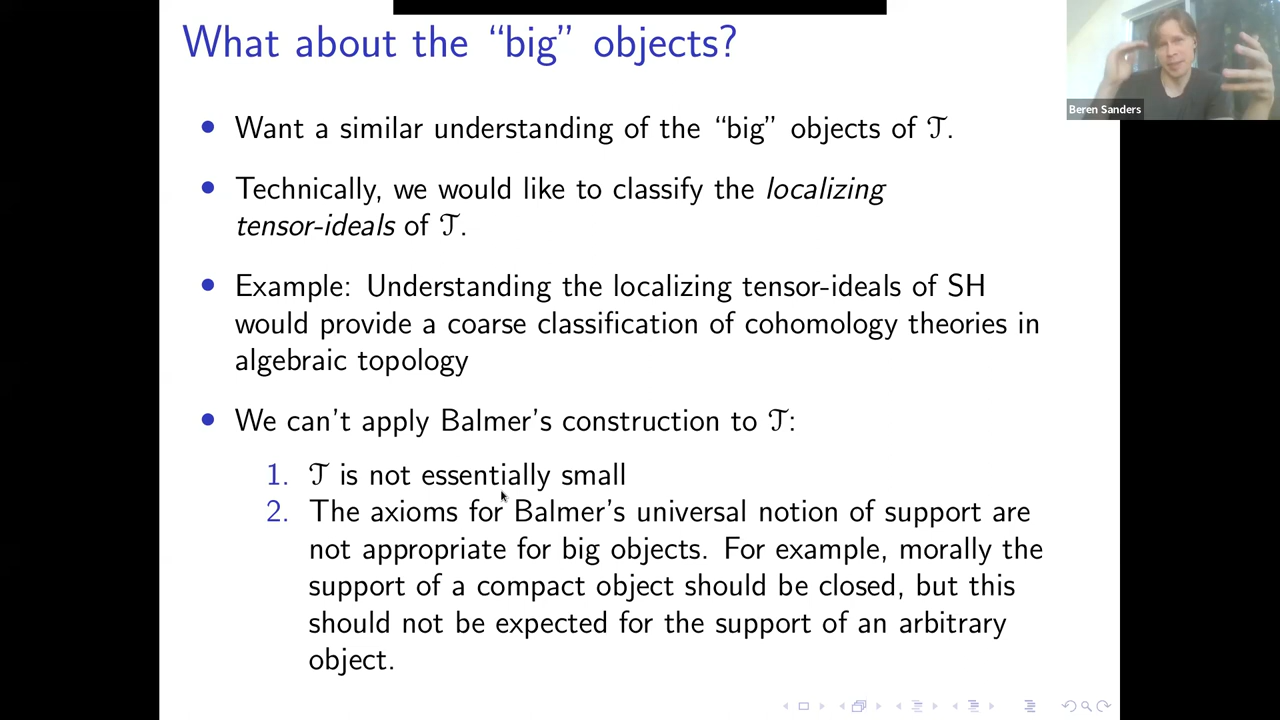 What about the “big” objects?
Beren Sanders
• Want a similar understanding of the “big” objects of 𝒯.
• Technically, we would like to classify the localizing
tensor-ideals of 𝒯.
• Example: Understanding the localizing tensor-ideals of SH
would provide a coarse classification of cohomology theories in
algebraic topology
• We can’t apply Balmer’s construction to 𝒯:
1. 𝒯 is not essentially small
2. The axioms for Balmer’s universal notion of support are
not appropriate for big objects. For example, morally the
support of a compact object should be closed, but this
should not be expected for the support of an arbitrary
object.